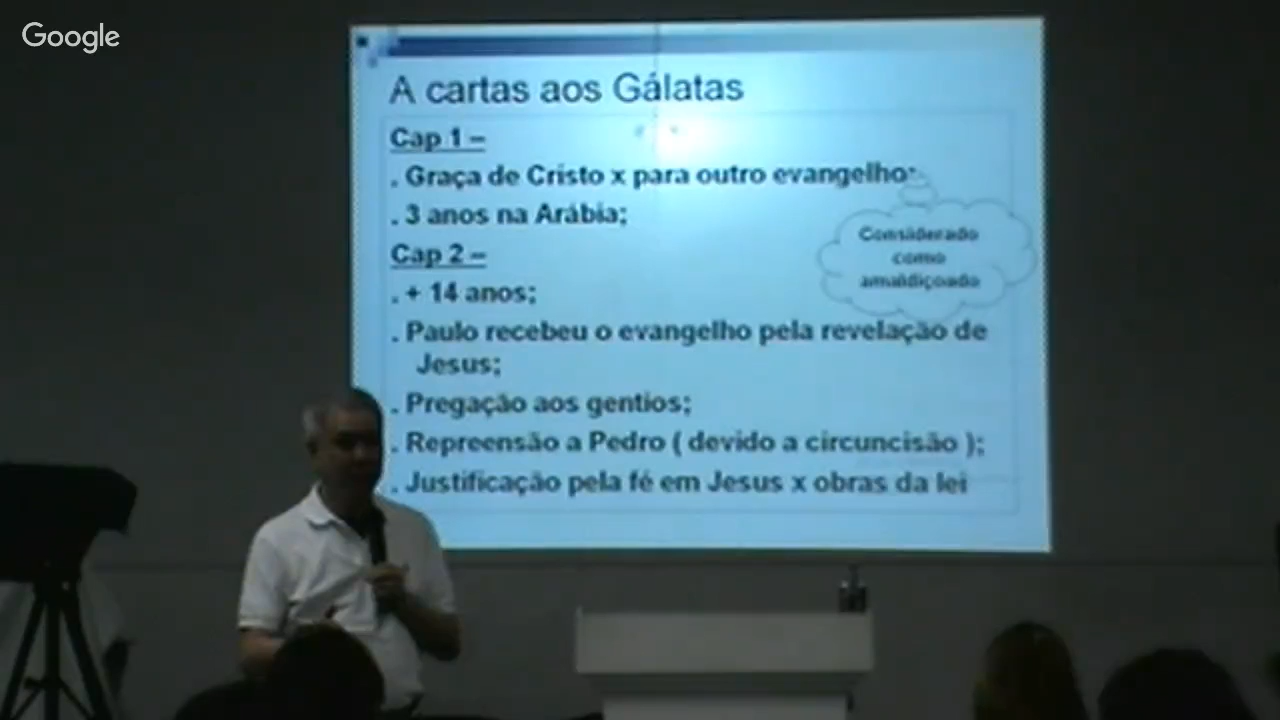 Google
A cartas aos Gálatas
Cap 1 –
. Graça de Cristo x para outro evangelho;
. 3 anos na Arábia;
Considerado
como
amaldiçoado
Cap 2 –
. + 14 anos;
. Paulo recebeu o evangelho pela revelação de
Jesus;
. Pregação aos gentios;
. Repreensão a Pedro ( devido a circuncisão );
. Justificação pela fé em Jesus x obras da lei